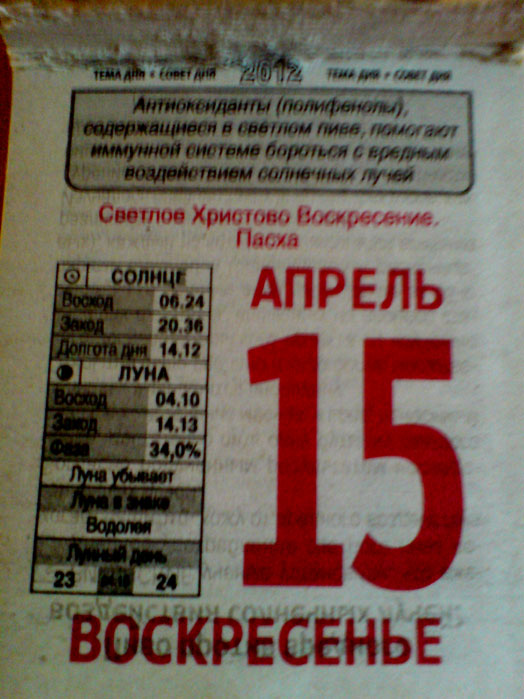 ТЕМА ДНЯ • СОВЕТ ДНЯ 2012 ТЕМА ДНЯ • СОВЕТ ДНЯ
Антиоксиданты (полифенолы),
содержащиеся в светлом пиве, помогают
иммунной системе бороться с вредным
воздействием солнечных лучей
Светлое Христово Воскресение.
Пасха
АПРЕЛЬ
15
ВОСКРЕСЕНЬЕ
СОЛНЦЕ
Восход 06.24
Заход 20.36
Долгота дня 14.12
ЛУНА
Восход 04.10
Заход 14.13
Фаза 34,0%
Луна убывает
Луна в знаке
Водолея
Лунный день
23 04.10 24